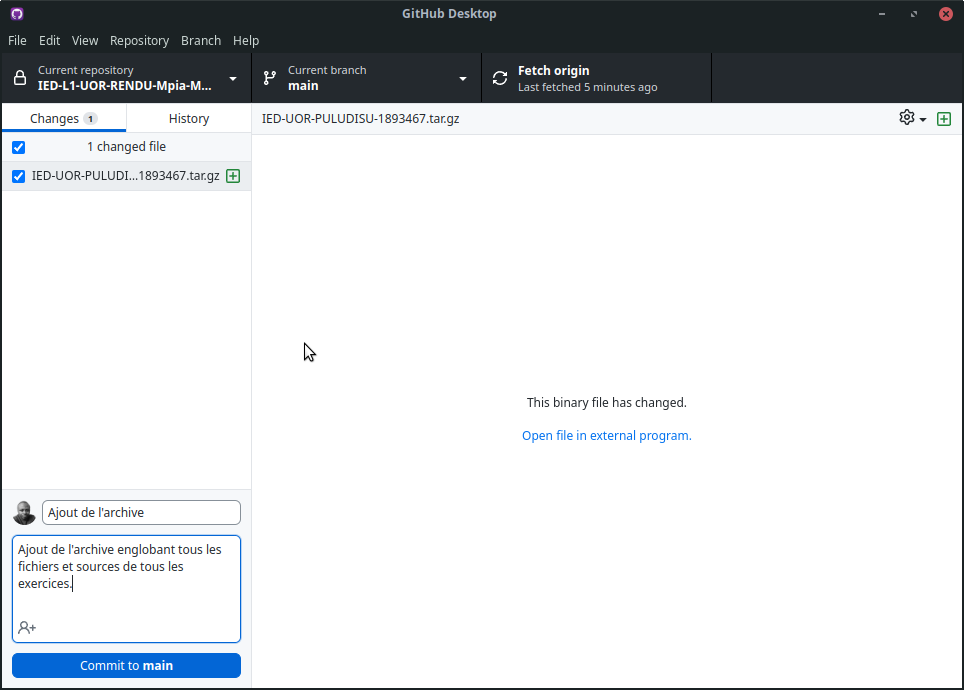 GitHub Desktop
File Edit View Repository Branch Help
Current repository
IED-L1-UOR-RENDU-Mpia-M...
Current branch
main
Fetch origin
Last fetched 5 minutes ago
Changes 1
History
IED-UOR-PULUDISU-1893467.tar.gz
1 changed file
IED-UOR-PULUDI...1893467.tar.gz
This binary file has changed.
Open file in external program.
Ajout de l'archive
Ajout de l'archive englobant tous les
fichiers et sources de tous les
exercices.
Commit to main